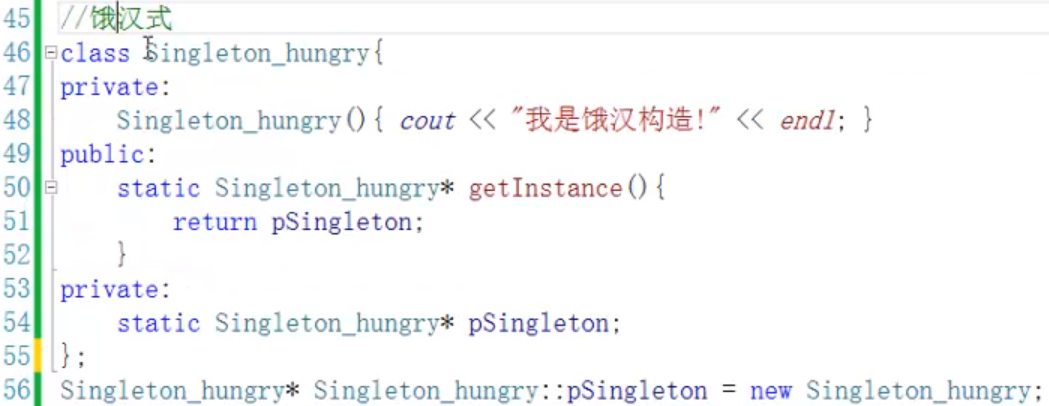 45 //饿汉式
46 class Singleton_hungry{
47 private:
48     Singleton_hungry(){ cout << "我是饿汉构造!" << endl; }
49 public:
50     static Singleton_hungry* getInstance(){
51         return pSingleton;
52     }
53 private:
54     static Singleton_hungry* pSingleton;
55 };
56 Singleton_hungry* Singleton_hungry::pSingleton = new Singleton_hungry;